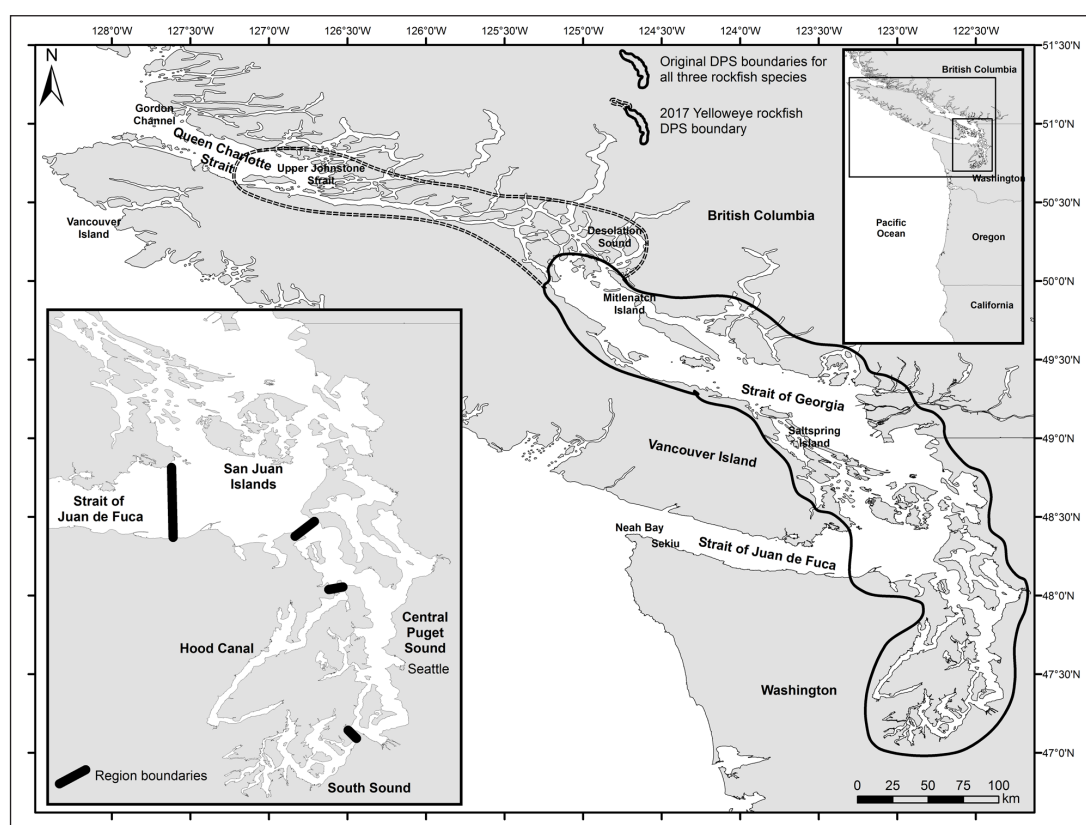 128°0'W
127°30'W
127°0'W
126°30'W
126°0'W
125°30'W
125°0'W
124°30'W
124°0'W
123°30'W
123°0'W
122°30'W
51°30'N
51°0'N
50°30'N
50°0'N
49°30'N
49°0'N
48°30'N
48°0'N
47°30'N
47°0'N
N
Original DPS boundaries for
all three rockfish species
2017 Yelloweye rockfish
DPS boundary
Gordon
Channel
Queen Charlotte
Strait
Upper Johnstone
Strait
Vancouver
Island
Desolation
Sound
British Columbia
Mitlenatch
Island
Strait of Georgia
Saltspring
Island
Vancouver Island
Neah Bay
Sekiu
Strait of Juan de Fuca
Washington
0 25 50 75 100
km
British Columbia
Washington
Pacific
Ocean
Oregon
California
San Juan
Islands
Strait of
Juan de Fuca
Hood Canal
Central
Puget
Sound
Seattle
South Sound
Region boundaries